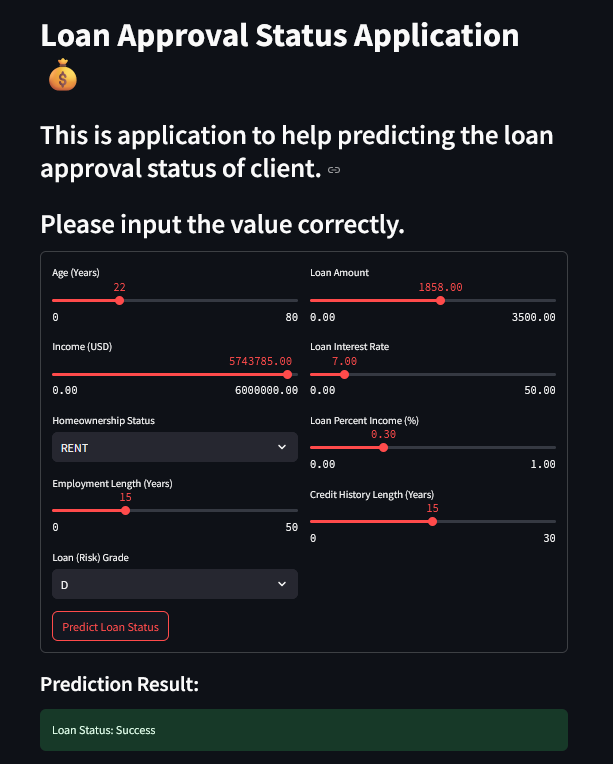 Loan Approval Status Application
This is application to help predicting the loan
approval status of client.
Please input the value correctly.
Age (Years)
22
0 80
Income (USD)
5743785.00
0.00 6000000.00
Homeownership Status
RENT
Employment Length (Years)
15
0 50
Loan (Risk) Grade
D
Loan Amount
1858.00
0.00 3500.00
Loan Interest Rate
7.00
0.00 50.00
Loan Percent Income (%)
0.30
0.00 1.00
Credit History Length (Years)
15
0 30
Predict Loan Status
Prediction Result:
Loan Status: Success